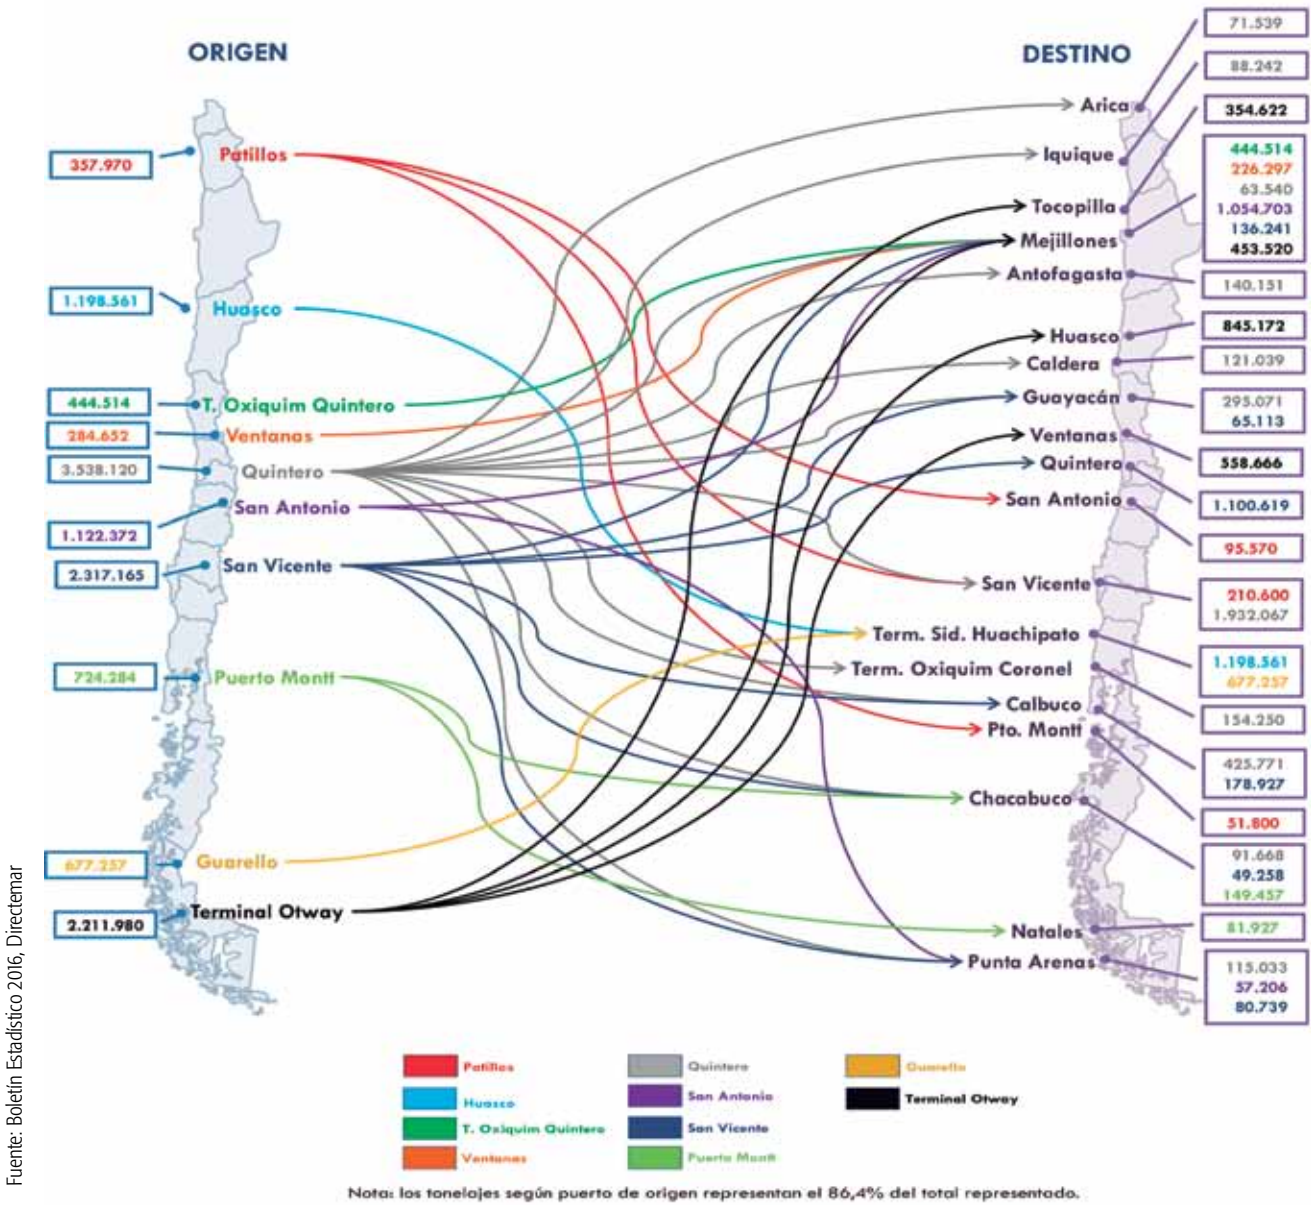 ORIGEN
357.970
Patillos
1.198.561
Huasco
444.514
T. Oxiquim Quintero
284.652
Ventanas
3.538.120
Quintero
San Antonio
1.122.372
San Vicente
2.317.165
724.284
Puerto Montt
677.257
Guarello
Terminal Otway
2.211.980
DESTINO
Arica
71.539
Iquique
88.242
Tocopilla
354.622
Mejillones
444.514
226.297
63.540
1.054.703
136.241
453.520
Antofagasta
140.151
Huasco
845.172
Caldera
121.039
Guayacán
295.071
65.113
Ventanas
558.666
Quintero
1.100.619
San Antonio
95.570
San Vicente
210.600
1.932.067
Term. Sid. Huachipato
1.198.561
677.257
Term. Oxiquim Coronel
154.250
Calbuco
425.771
178.927
Pto. Montt
51.800
Chacabuco
91.668
49.258
149.457
Natales
81.927
Punta Arenas
115.033
57.206
80.739
Patillos
Huasco
T. Oxiquim Quintero
Ventanas
Quintero
San Antonio
San Vicente
Puerto Montt
Guarello
Terminal Otway
Nota: los tonelajes según puerto de origen representan el 86,4% del total representado.
Fuente: Boletín Estadístico 2016, Directemar